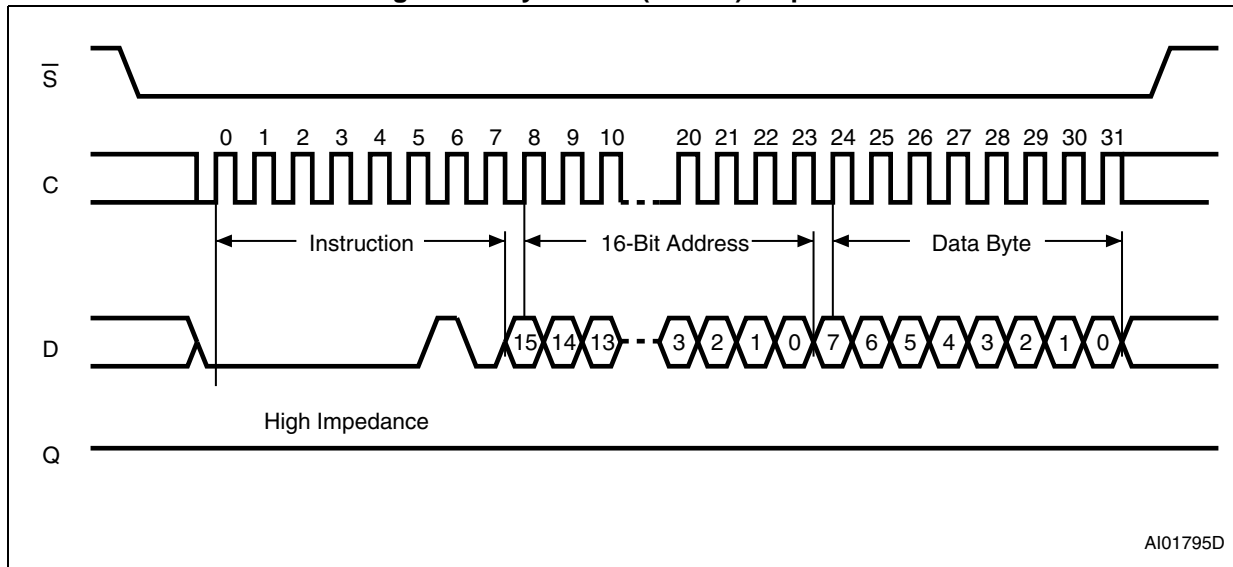 S
0 1 2 3 4 5 6 7 8 9 10 20 21 22 23 24 25 26 27 28 29 30 31
C
Instruction 16-Bit Address Data Byte
D 15 14 13 3 2 1 0 7 6 5 4 3 2 1 0
High Impedance
Q
AI01795D